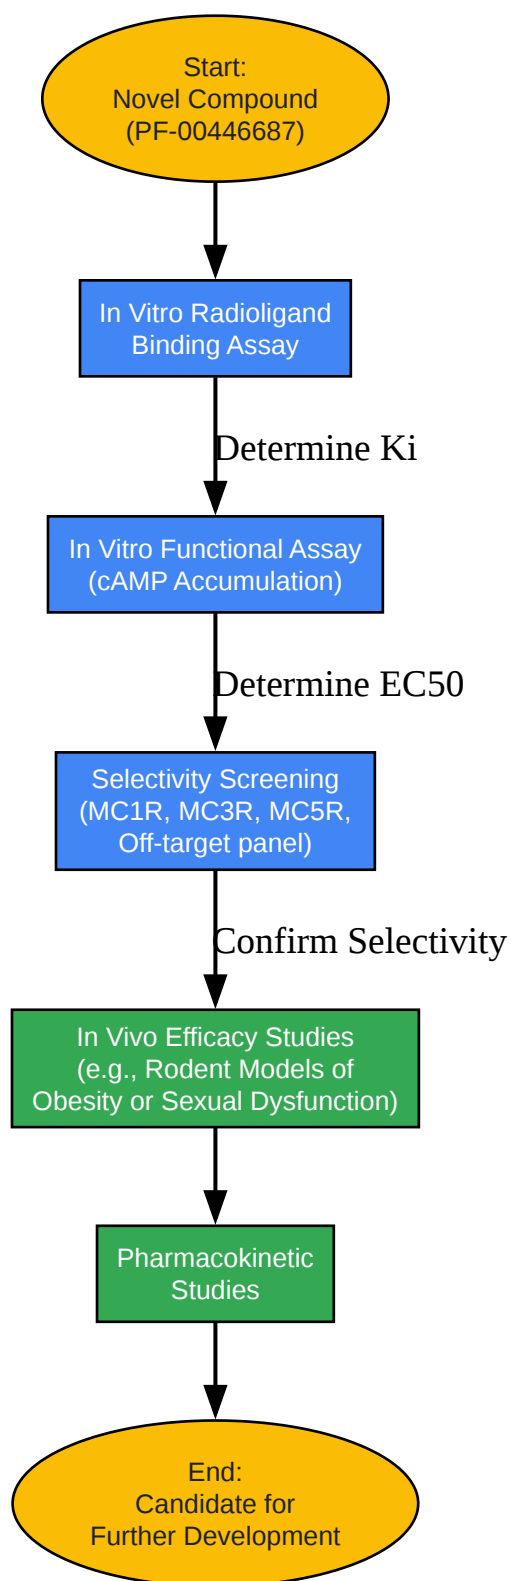 Start:
Novel Compound
(PF-00446687)
In Vitro Radioligand
Binding Assay
Determine Ki
In Vitro Functional Assay
(cAMP Accumulation)
Determine EC50
Selectivity Screening
(MC1R, MC3R, MC5R,
Off-target panel)
Confirm Selectivity
In Vivo Efficacy Studies
(e.g., Rodent Models of
Obesity or Sexual Dysfunction)
Pharmacokinetic
Studies
End:
Candidate for
Further Development